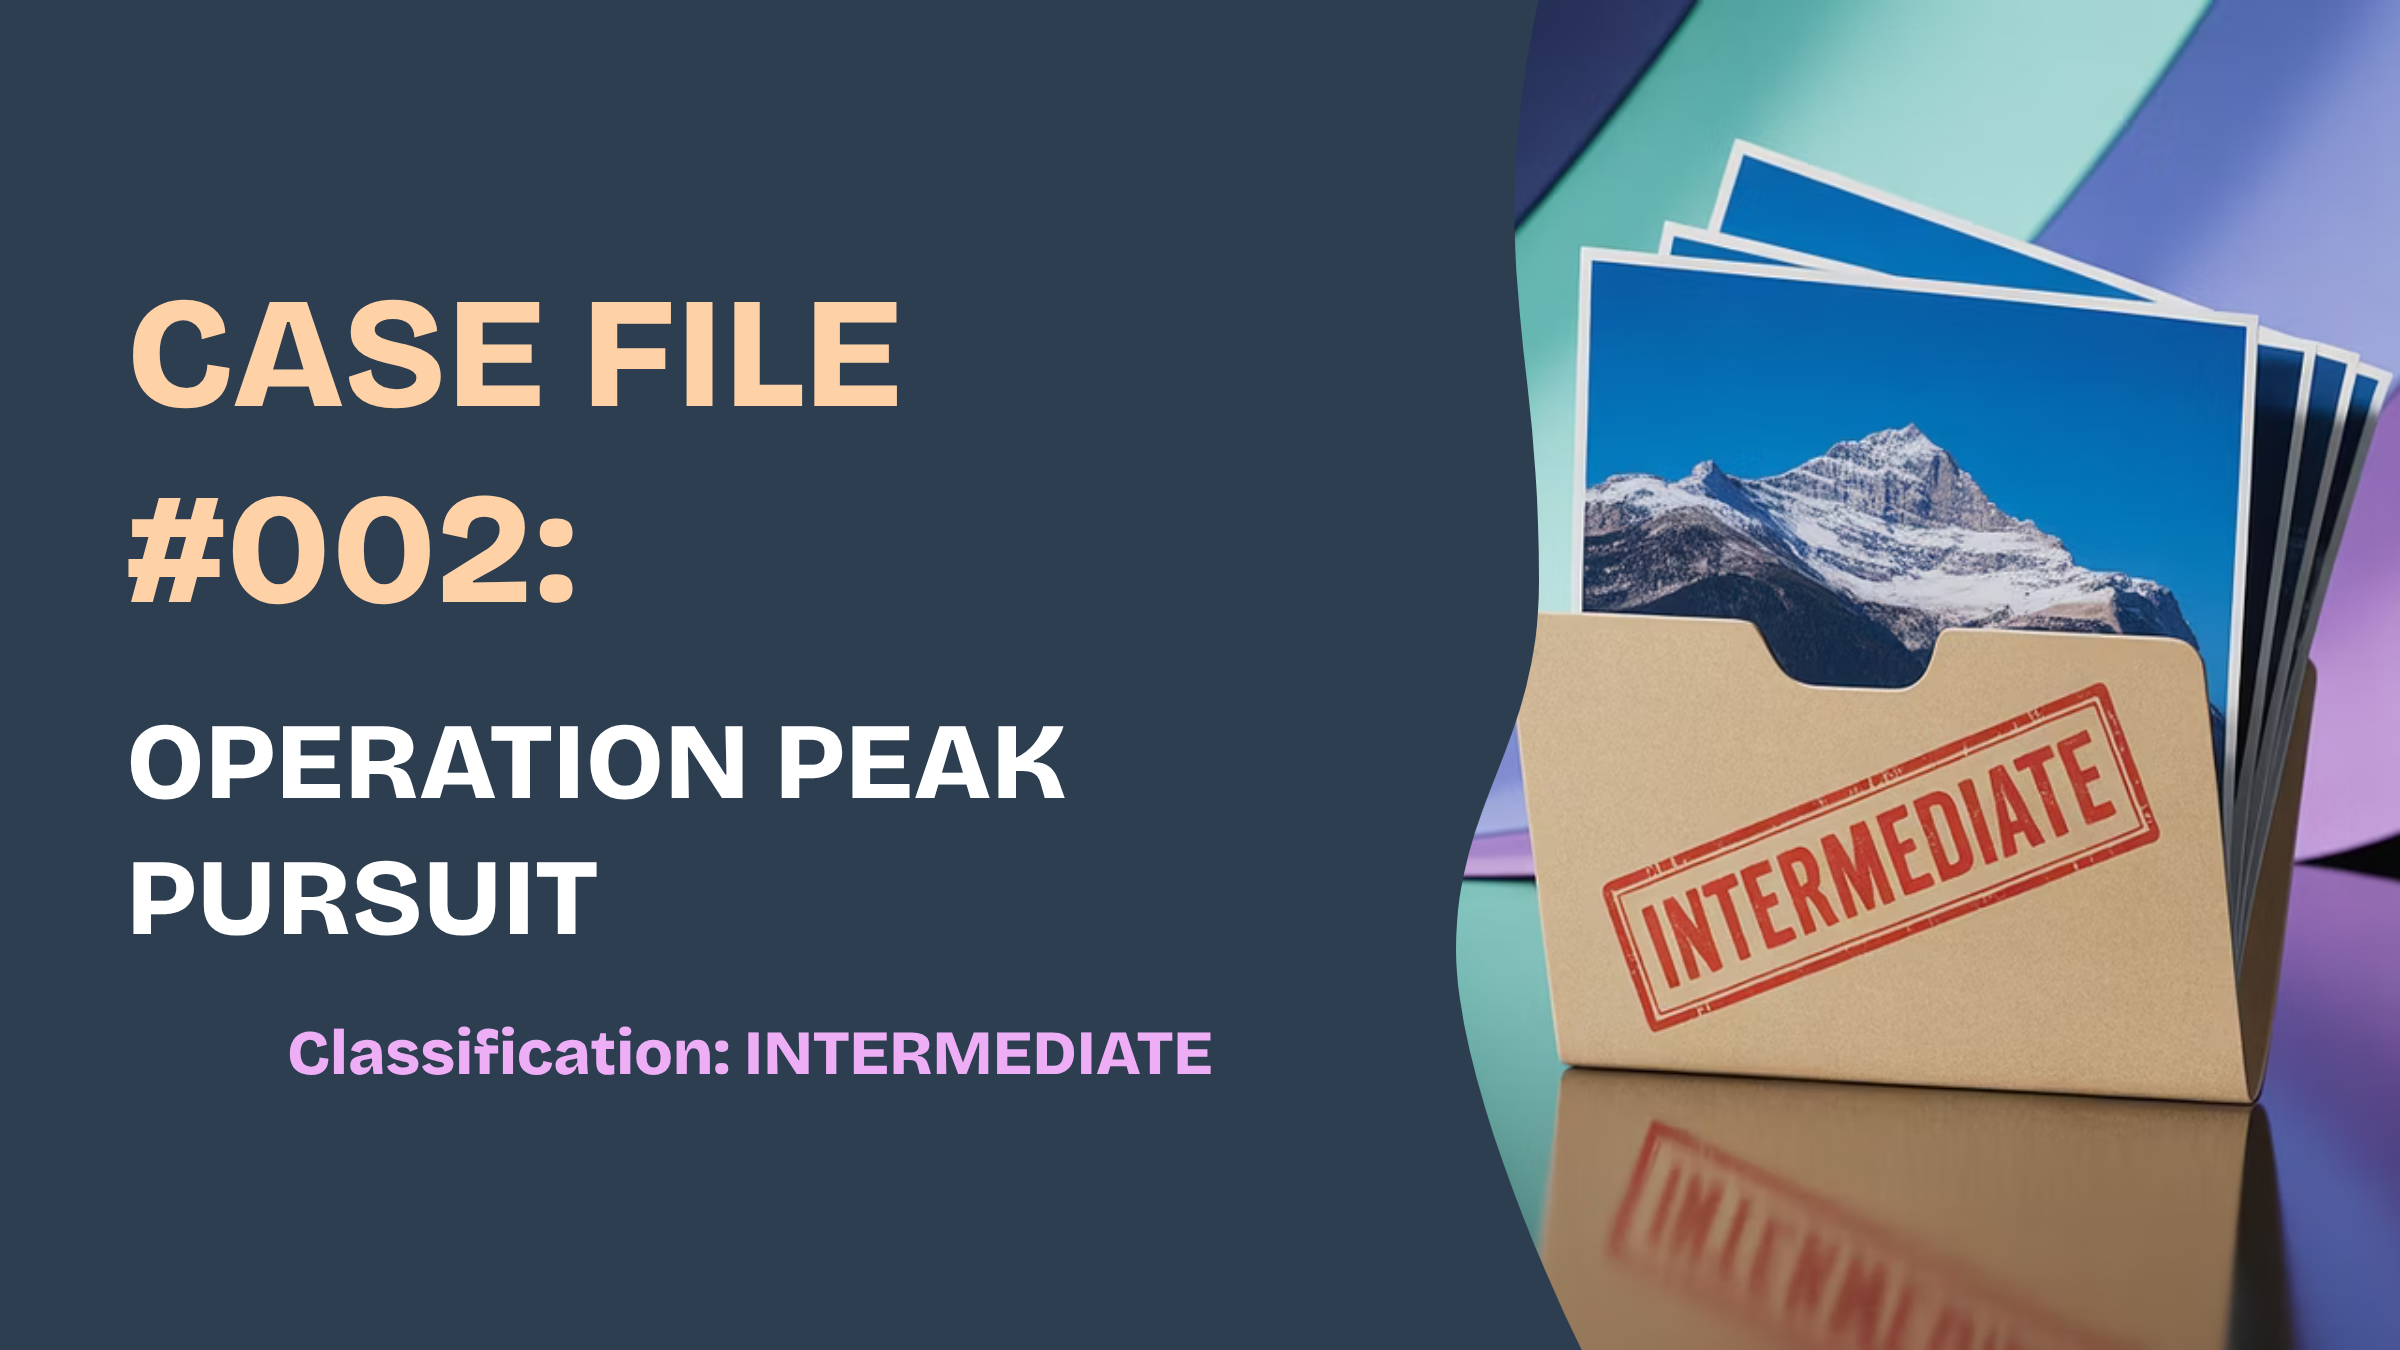 CASE FILE
#002:
OPERATION PEAK
PURSUIT
Classification: INTERMEDIATE
INTERMEDIATE